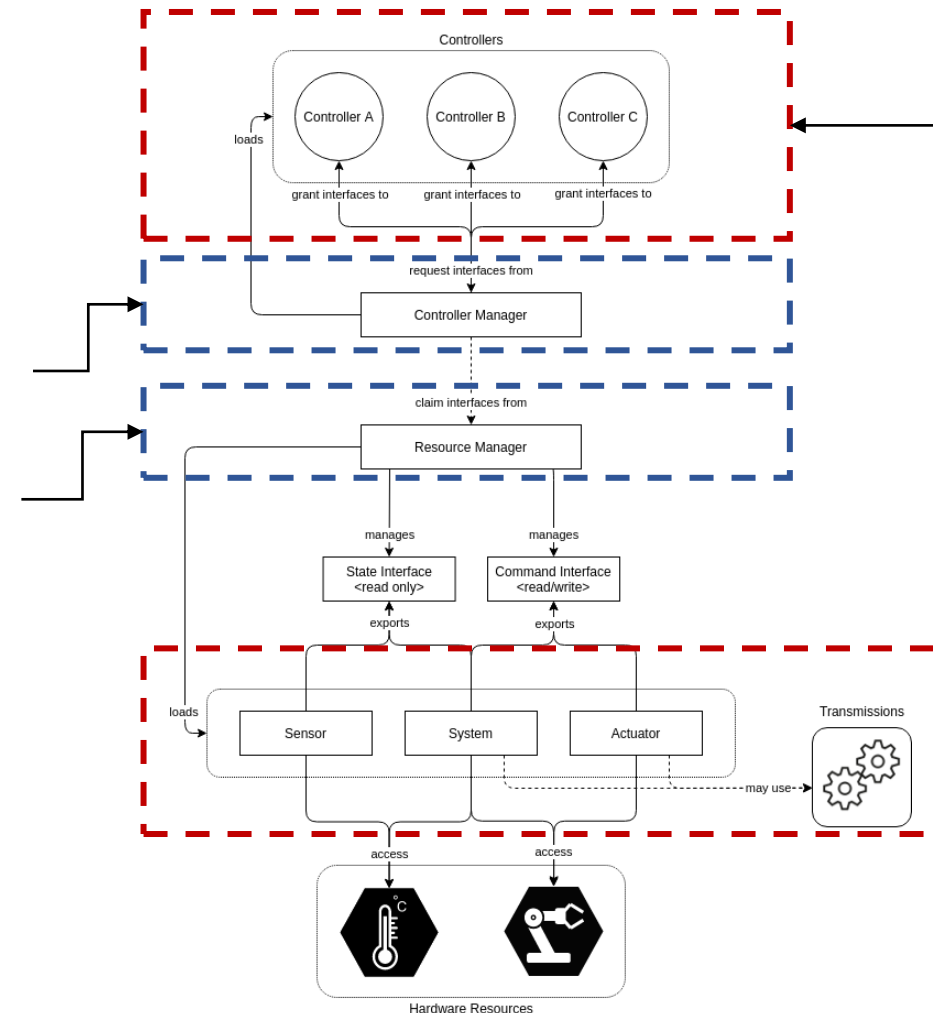 Controllers
Controller A
Controller B
Controller C
loads
grant interfaces to
grant interfaces to
grant interfaces to
request interfaces from
Controller Manager
claim interfaces from
Resource Manager
manages
manages
State Interface
<read only>
Command Interface
<read/write>
exports
exports
loads
Sensor
System
Actuator
Transmissions
may use
access
access
°C
Hardware Resources